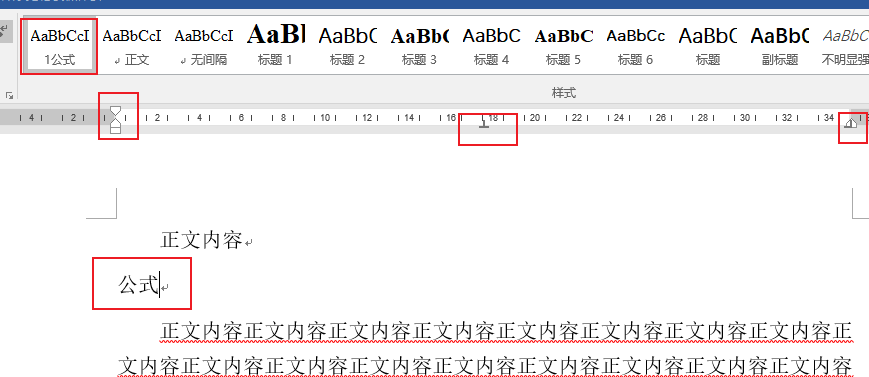 AaBbCcI AaBbCcI AaBbCcI AaBl AaBbC AaBbC AaBbC AaBbC AaBbCc AaBbC AaBbCc AaBbCc
1公式 ↲ 正文 ↲ 无间隔 标题 1 标题 2 标题 3 标题 4 标题 5 标题 6 标题 副标题 不明显强
样式
4 2 2 4 6 8 10 12 14 16 18 20 22 24 26 28 30 32 34
正文内容
公式
正文内容正文内容正文内容正文内容正文内容正文内容正文内容正文内容正
文内容正文内容正文内容正文内容正文内容正文内容正文内容正文内容正文内容